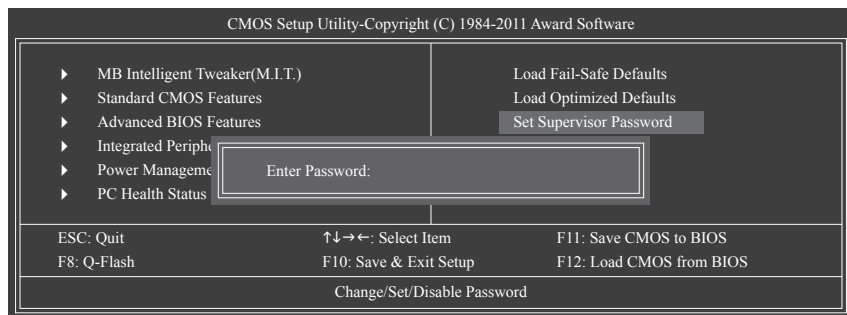 CMOS Setup Utility-Copyright (C) 1984-2011 Award Software
MB Intelligent Tweaker(M.I.T.)
Standard CMOS Features
Advanced BIOS Features
Integrated Periphe
Power Manageme
PC Health Status
Load Fail-Safe Defaults
Load Optimized Defaults
Set Supervisor Password
Enter Password:
ESC: Quit ↑↓→←: Select Item F11: Save CMOS to BIOS
F8: Q-Flash F10: Save & Exit Setup F12: Load CMOS from BIOS
Change/Set/Disable Password